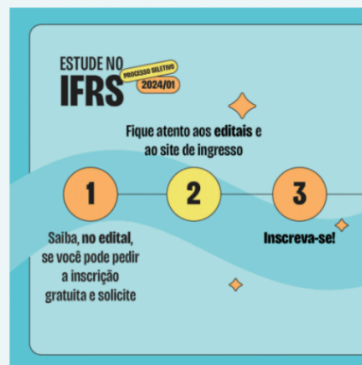 ESTUDE NO
IFRS
PROCESSO SELETIVO
2024/01
Fique atento aos editais e
ao site de ingresso
1
2
3
Saiba, no edital,
se você pode pedir
a inscrição
gratuita e solicite
Inscreva-se!